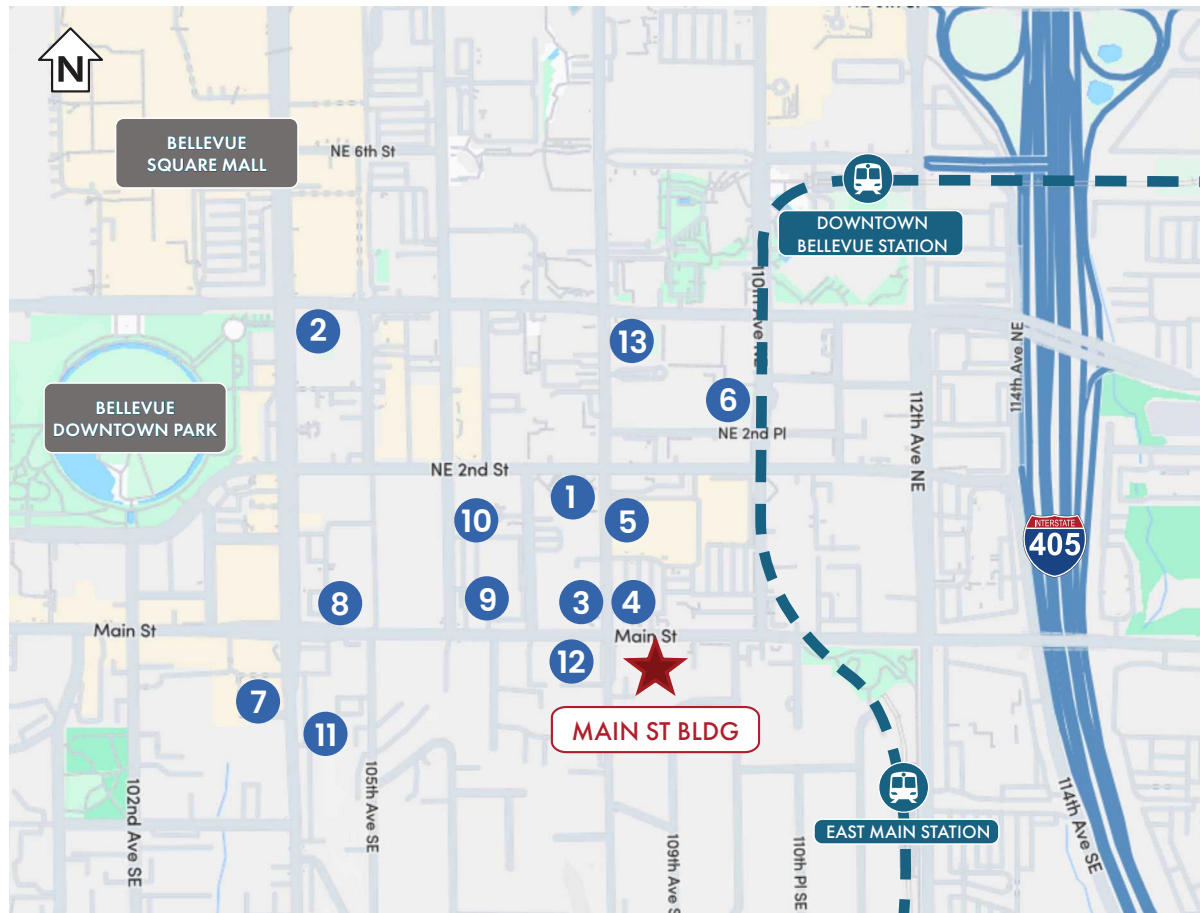 N
BELLEVUE
SQUARE MALL
NE 6th St
DOWNTOWN
BELLEVUE STATION
2
13
110th Ave NE
114th Ave NE
BELLEVUE
DOWNTOWN PARK
6
112th Ave NE
NE 2nd Pl
NE 2nd St
1
10
5
INTERSTATE
405
8
9
3
4
Main St
Main St
12
7
11
MAIN ST BLDG
102nd Ave SE
105th Ave SE
109th Ave S
110th Pl SE
EAST MAIN STATION
114th Ave SE